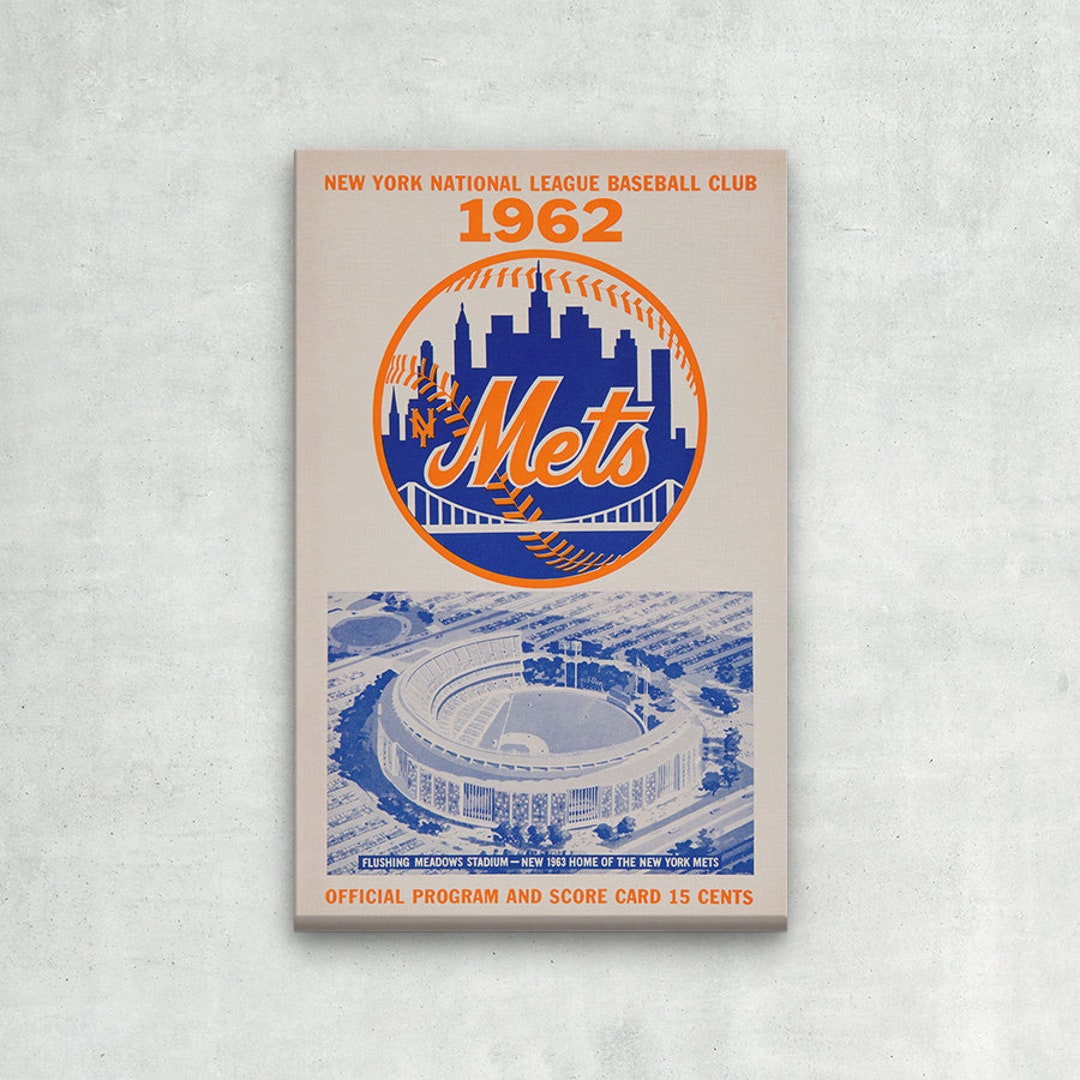 NEW YORK NATIONAL LEAGUE BASEBALL CLUB
1962
NY
Mets
FLUSHING MEADOWS STADIUM — NEW 1963 HOME OF THE NEW YORK METS
OFFICIAL PROGRAM AND SCORE CARD 15 CENTS